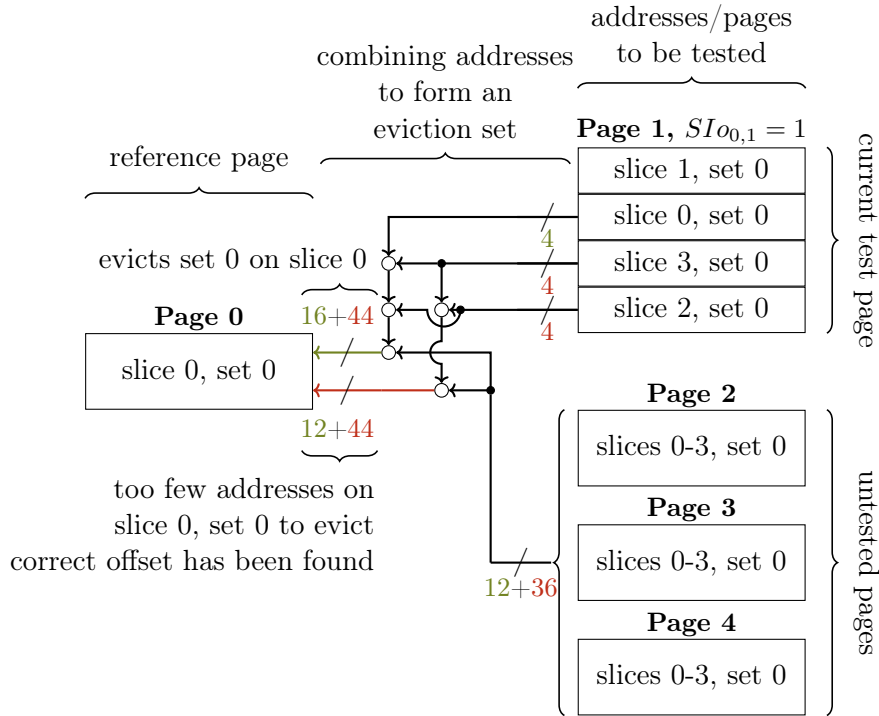 addresses/pages
to be tested
combining addresses
to form an
eviction set
Page 1, SIo0,1 = 1
reference page
slice 1, set 0
slice 0, set 0
slice 3, set 0
slice 2, set 0
4
4
4
current test page
evicts set 0 on slice 0
Page 0
16+44
slice 0, set 0
12+44
too few addresses on
slice 0, set 0 to evict
correct offset has been found
12+36
Page 2
slices 0-3, set 0
Page 3
slices 0-3, set 0
Page 4
slices 0-3, set 0
untested pages